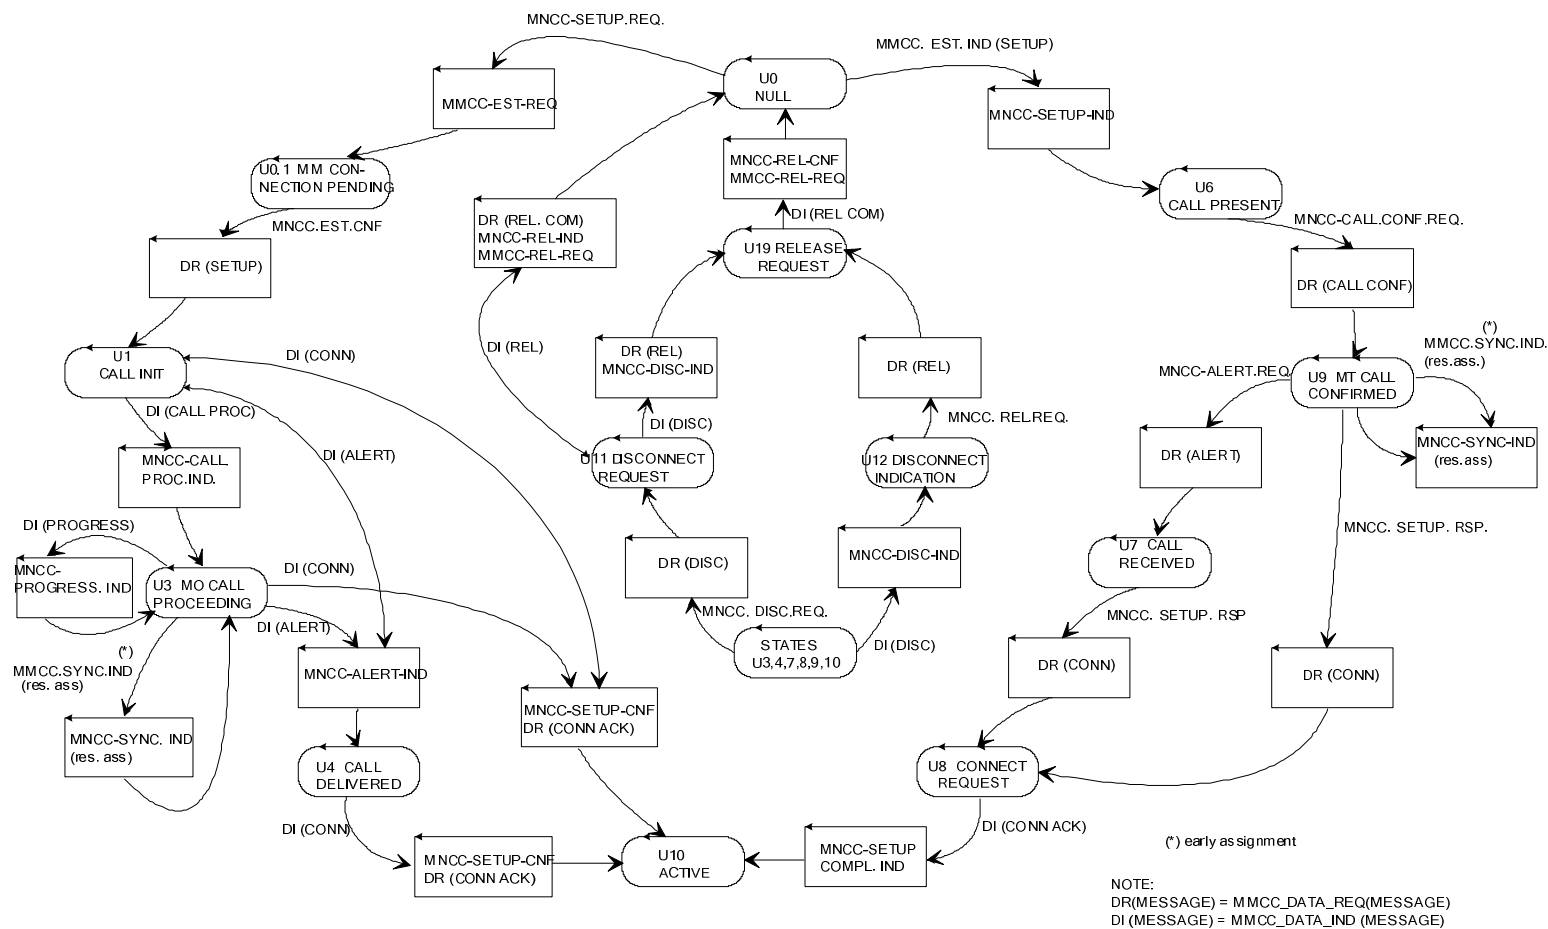 MNCC-SETUP.REQ.
MMCC. EST. IND (SETUP)
U0
NULL
MMCC-EST-REQ
MNCC-SETUP-IND
U0.1 MM CON-
NECTION PENDING
MNCC-REL-CNF
MMCC-REL-REQ
U6
CALL PRESENT
MNCC.EST.CNF
DR (REL. COM)
MNCC-REL-IND
MMCC-REL-REQ
DI (REL COM)
MNCC-CALL.CONF.REQ.
DR (SETUP)
U19 RELEASE
REQUEST
DR (CALL CONF)
U1
CALL INIT
DI (CONN)
DI (REL)
DR (REL)
MNCC-DISC-IND
DR (REL)
(*)
MMCC.SYNC.IND.
(res.ass.)
MNCC-ALERT.REQ.
U9 MT CALL
CONFIRMED
DI (CALL PROC)
DI (DISC)
MNCC. REL.REQ.
DI (ALERT)
MNCC-CALL.
PROC.IND.
U11 DISCONNECT
REQUEST
U12 DISCONNECT
INDICATION
DR (ALERT)
MNCC-SYNC-IND
(res.ass)
DI (PROGRESS)
MNCC. SETUP. RSP.
MNCC-
PROGRESS. IND
U3 MO CALL
PROCEEDING
DI (CONN)
DR (DISC)
MNCC-DISC-IND
U7 CALL
RECEIVED
DI (ALERT)
MNCC. DISC.REQ.
MNCC. SETUP. RSP
(*)
MMCC.SYNC.IND
(res. ass)
MNCC-ALERT-IND
STATES
U3,4,7,8,9,10
DI (DISC)
DR (CONN)
DR (CONN)
MNCC-SYNC. IND
(res. ass)
MNCC-SETUP-CNF
DR (CONN ACK)
U4 CALL
DELIVERED
U8 CONNECT
REQUEST
DI (CONN)
DI (CONN ACK)
MNCC-SETUP-CNF
DR (CONN ACK)
U10
ACTIVE
MNCC-SETUP
COMPL. IND
(*) early assignment
NOTE:
DR(MESSAGE) = MMCC_DATA_REQ(MESSAGE)
DI (MESSAGE) = MMCC_DATA_IND (MESSAGE)